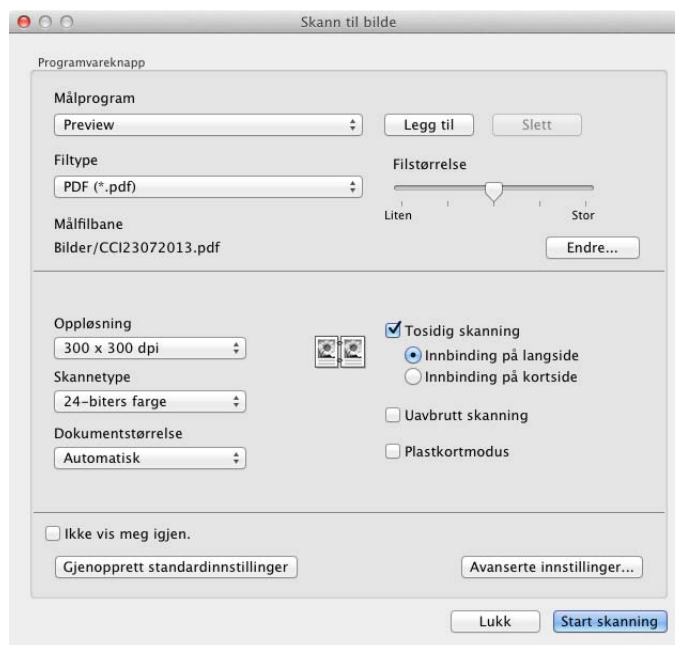 Skann til bilde
Programvareknapp
Målprogram
Preview
Legg til
Slett
Filtype
Filstørrelse
PDF (*.pdf)
Liten
Stor
Målfilbane
Bilder/CCI23072013.pdf
Endre...
Oppløsning
300 x 300 dpi
Tosidig skanning
Innbinding på langside
Innbinding på kortside
Skannetype
24-biters farge
Uavbrutt skanning
Dokumentstørrelse
Automatisk
Plastkortmodus
Ikke vis meg igjen.
Gjenopprett standardinnstillinger
Avanserte innstillinger...
Lukk
Start skanning